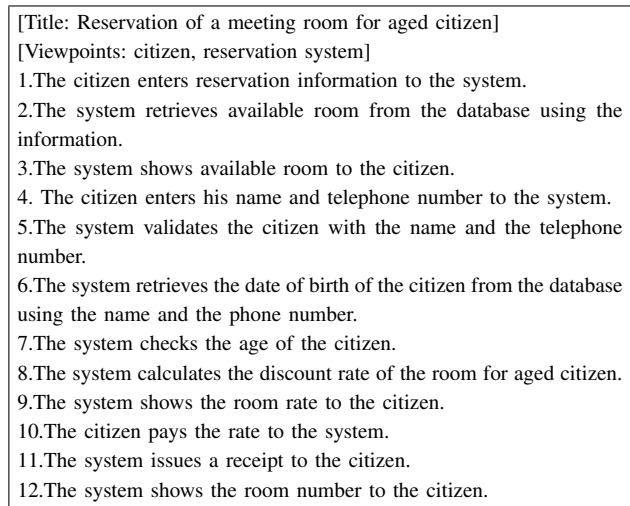 [Title: Reservation of a meeting room for aged citizen]
[Viewpoints: citizen, reservation system]
1.The citizen enters reservation information to the system.
2.The system retrieves available room from the database using the
information.
3.The system shows available room to the citizen.
4. The citizen enters his name and telephone number to the system.
5.The system validates the citizen with the name and the telephone
number.
6.The system retrieves the date of birth of the citizen from the database
using the name and the phone number.
7.The system checks the age of the citizen.
8.The system calculates the discount rate of the room for aged citizen.
9.The system shows the room rate to the citizen.
10.The citizen pays the rate to the system.
11.The system issues a receipt to the citizen.
12.The system shows the room number to the citizen.